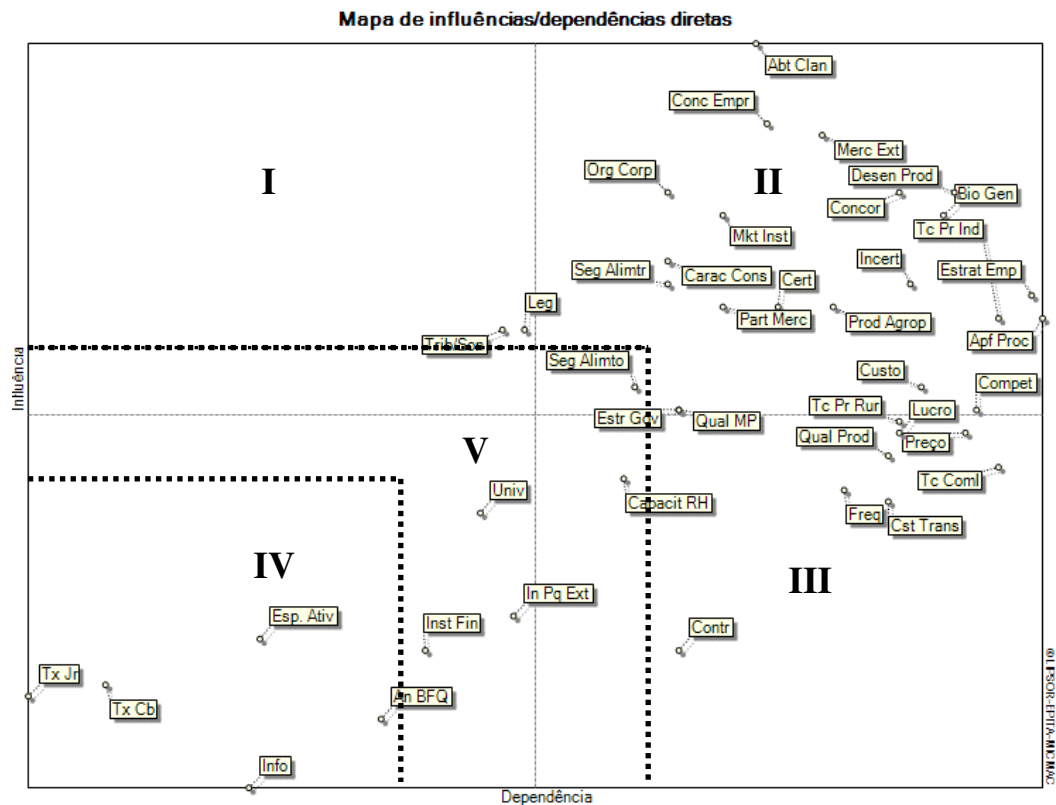 Mapa de influências/dependências diretas
Abt Clan
Conc Empr
Merc Ext
Org Corp
I
II
Desen Prod
Bio Gen
Concor
Tc Pr Ind
Mkt Inst
Incert
Seg Alimtr
Carac Cons
Cert
Estrat Emp
Leg
Part Merc
Prod Agrop
Trib/Son
Apf Proc
Seg Alimto
Custo
Compet
Influência
Tc Pr Rur
Lucro
Estr Gov
Qual MP
Qual Prod
Preço
V
Tc Coml
Univ
Capacit RH
Freq
Cst Trans
IV
III
In Pq Ext
Esp. Ativ
Inst Fin
Contr
Tx Jr
An BFQ
Tx Cb
Info
Dependência
©LIPSOR-EPITA-MICMAC